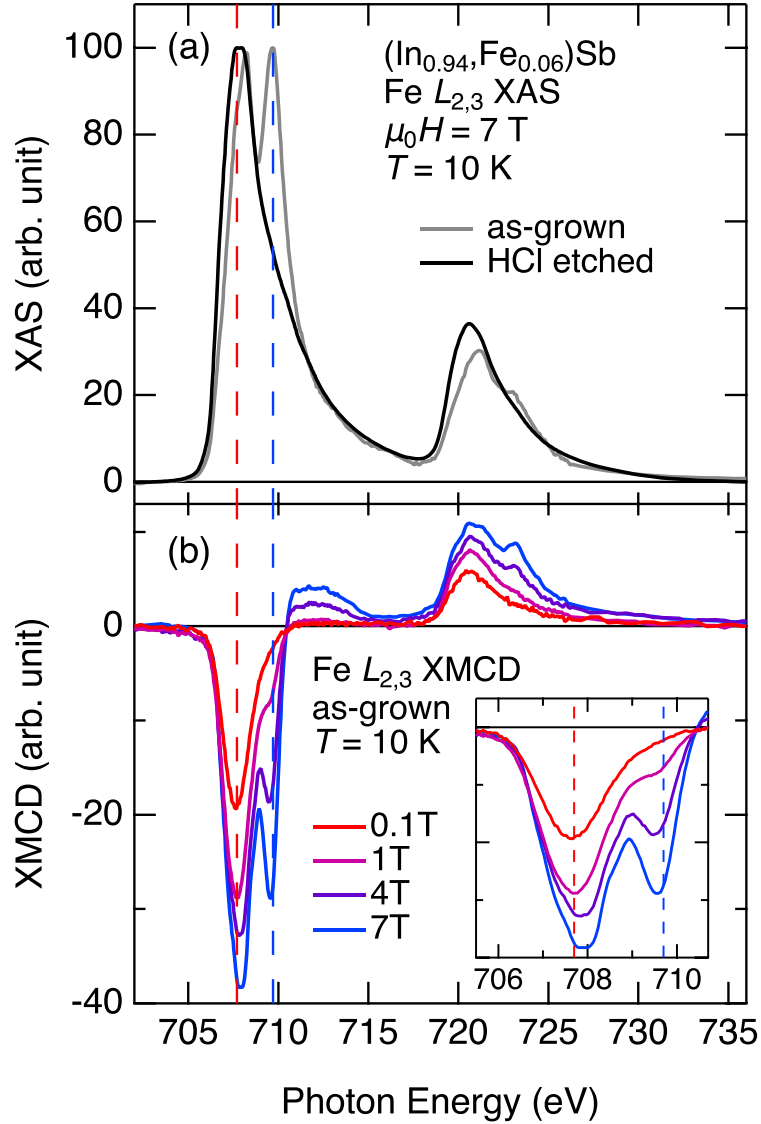 100
80
60
40
20
0
XAS (arb. unit)
(a)
(In0.94,Fe0.06)Sb
Fe L2,3 XAS
μ0H = 7 T
T = 10 K
as-grown
HCl etched
(b)
0
-20
-40
XMCD (arb. unit)
Fe L2,3 XMCD
as-grown
T = 10 K
0.1T
1T
4T
7T
706 708 710
705 710 715 720 725 730 735
Photon Energy (eV)